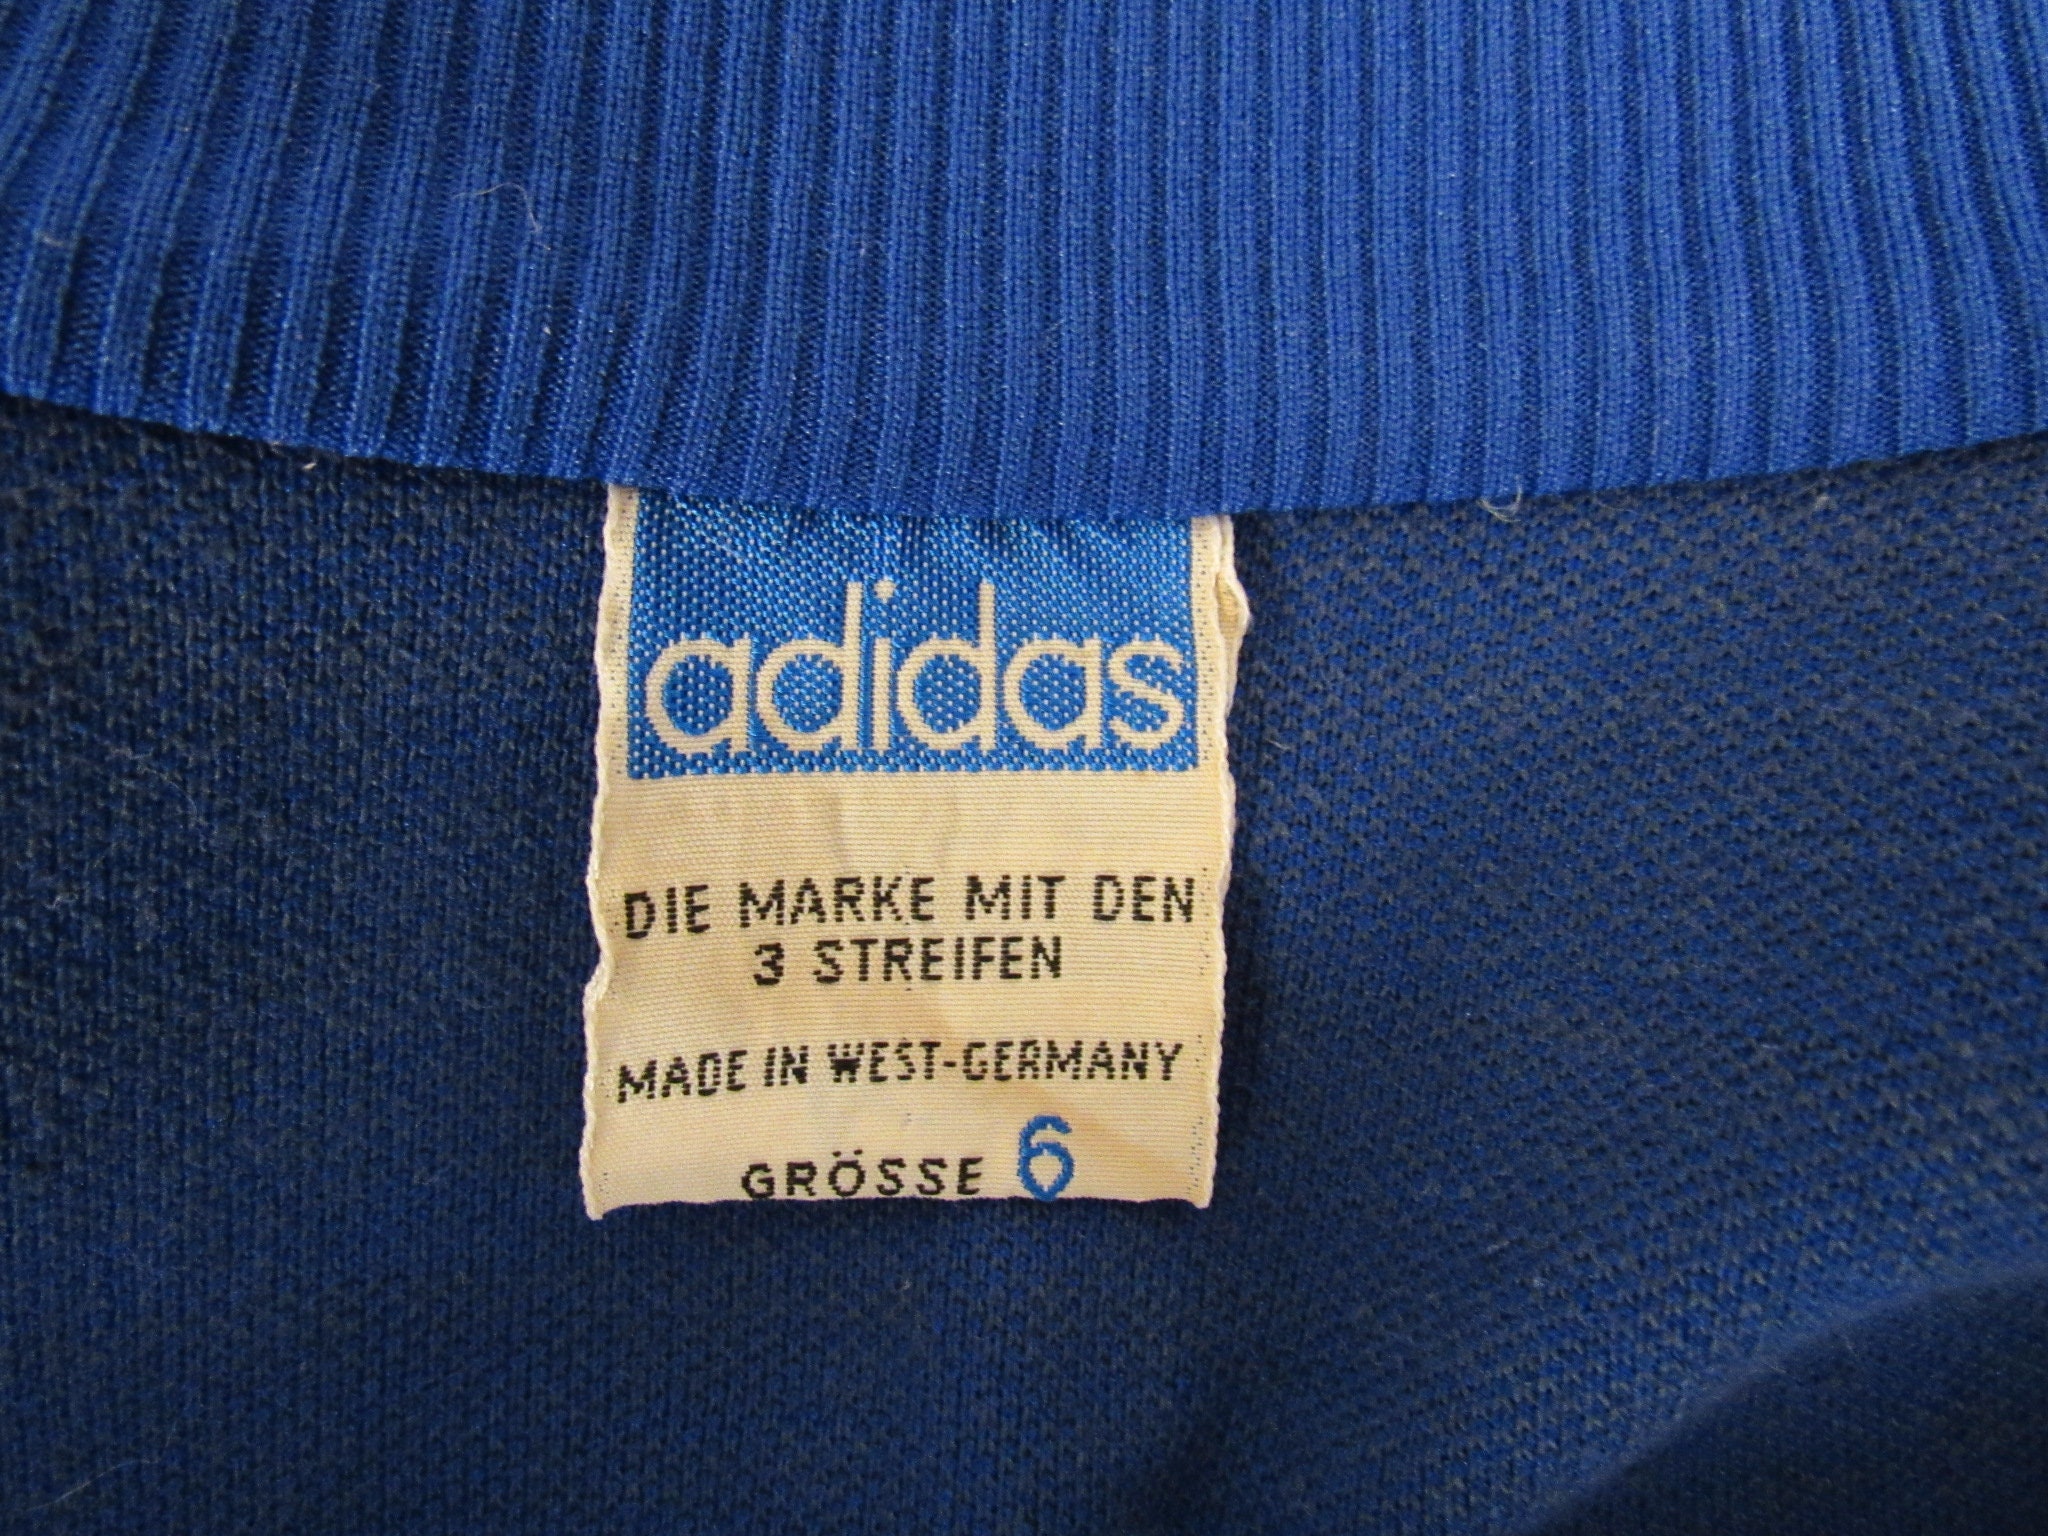 adidas
DIE MARKE MIT DEN
3 STREIFEN
MADE IN WEST-GERMANY
GRÖSSE 6